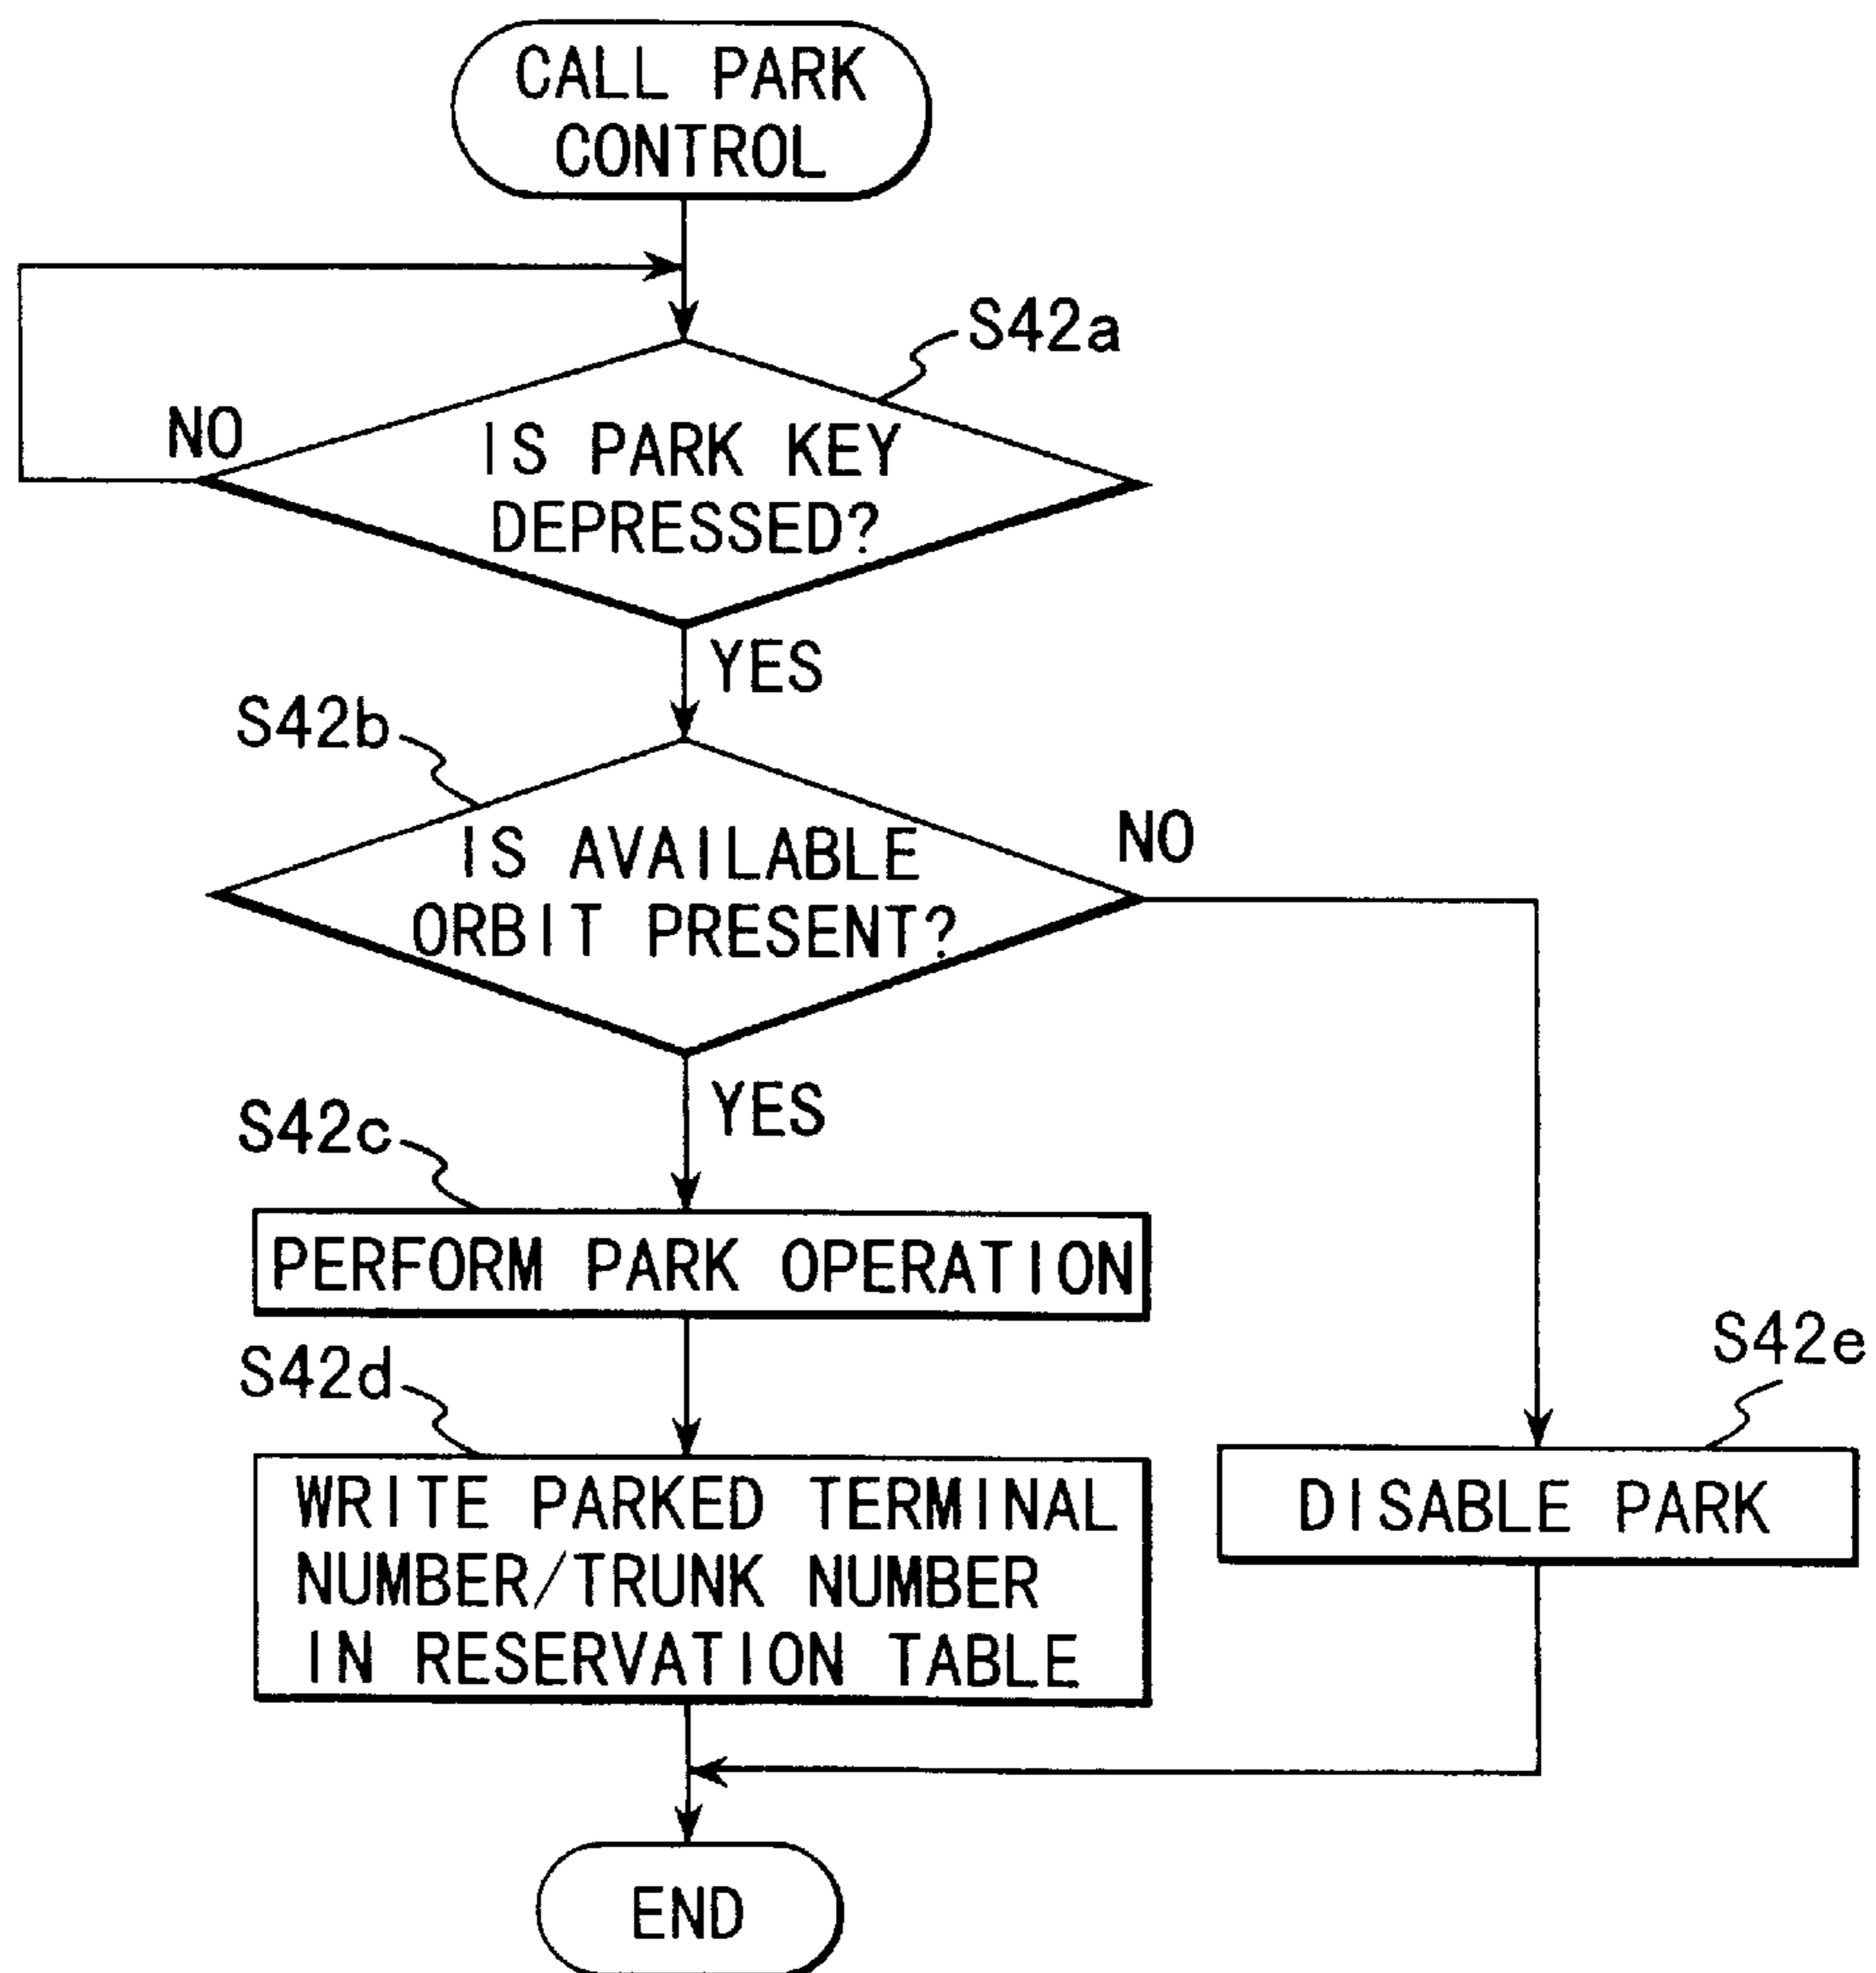 CALL PARK
CONTROL
S42a
NO
IS PARK KEY
DEPRESSED?
YES
S42b
NO
IS AVAILABLE
ORBIT PRESENT?
YES
S42c
PERFORM PARK OPERATION
S42d
S42e
WRITE PARKED TERMINAL
NUMBER/TRUNK NUMBER
IN RESERVATION TABLE
DISABLE PARK
END